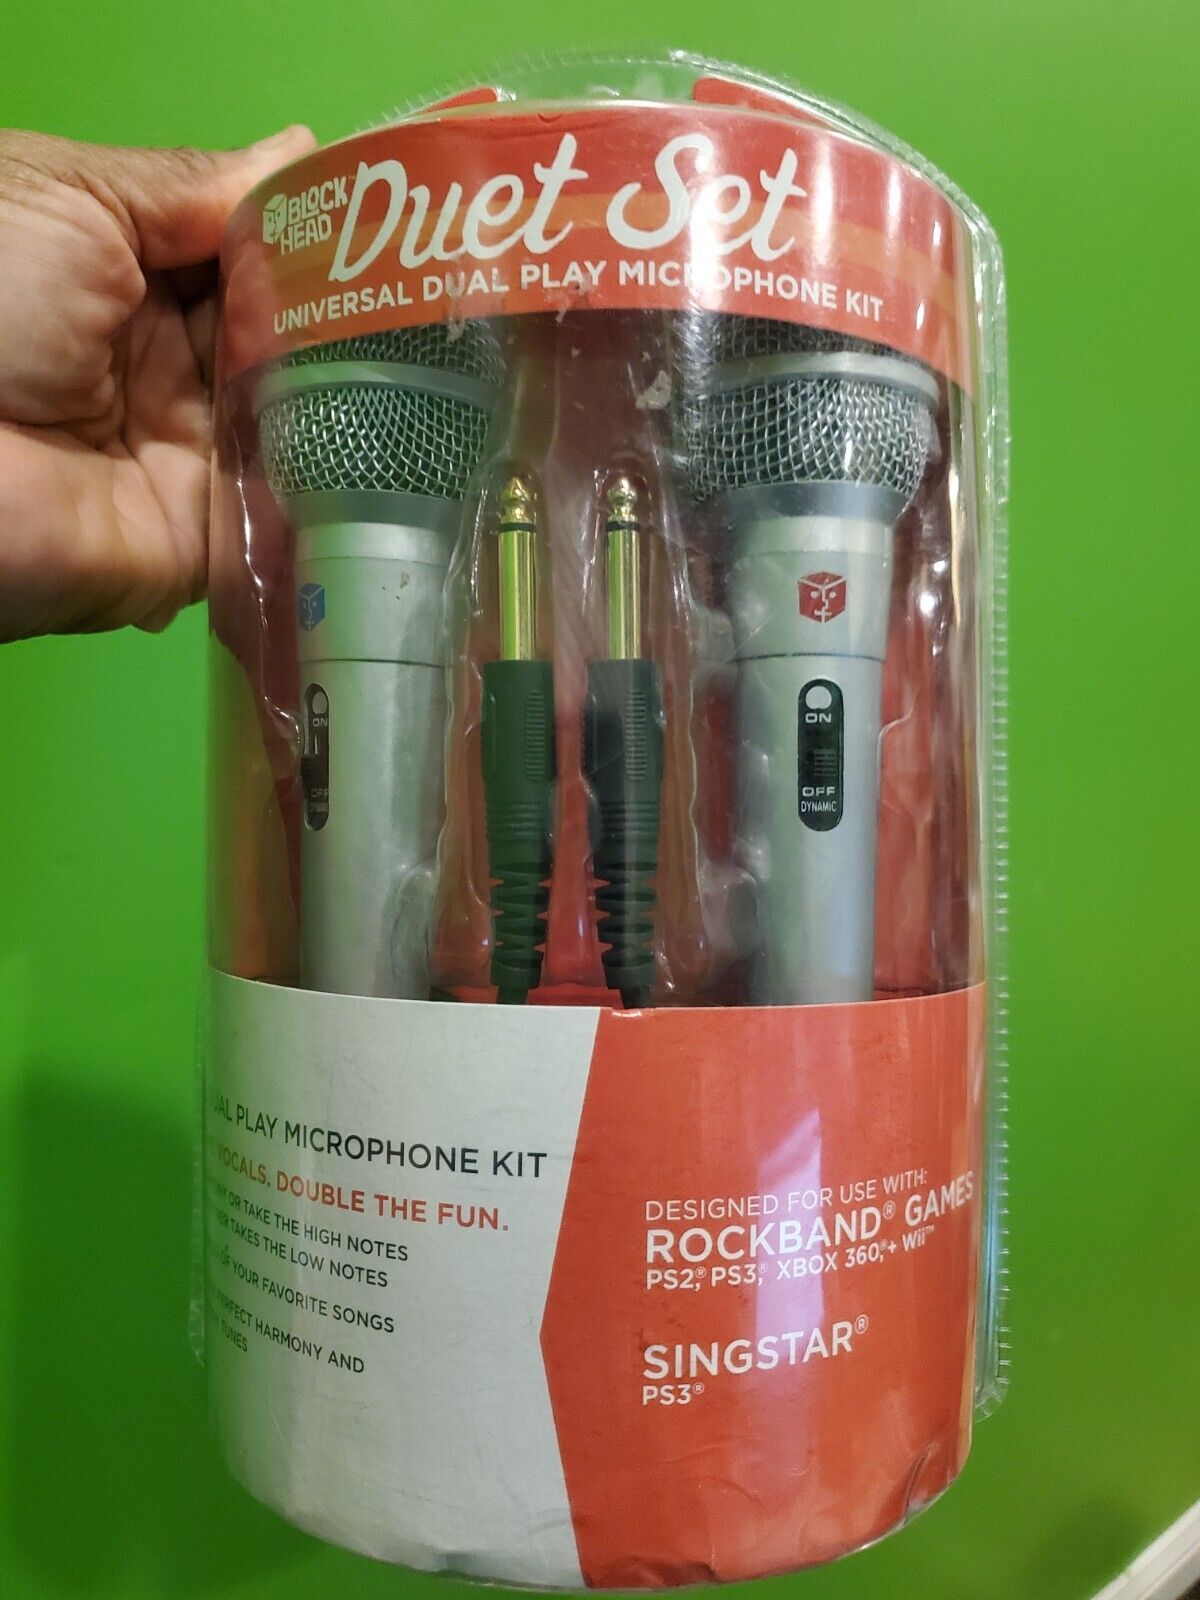 BLOCK HEAD™
Duet Set
UNIVERSAL DUAL PLAY MICROPHONE KIT
ON
OFF
DYNAMIC
ON
OFF
DYNAMIC
PLAY MICROPHONE KIT
VOCALS. DOUBLE THE FUN.
OR TAKE THE HIGH NOTES
TAKES THE LOW NOTES
OF YOUR FAVORITE SONGS
PERFECT HARMONY AND
TUNES
DESIGNED FOR USE WITH:
ROCKBAND® GAMES
PS2,® PS3,® XBOX 360,®+ Wii™
SINGSTAR®
PS3®